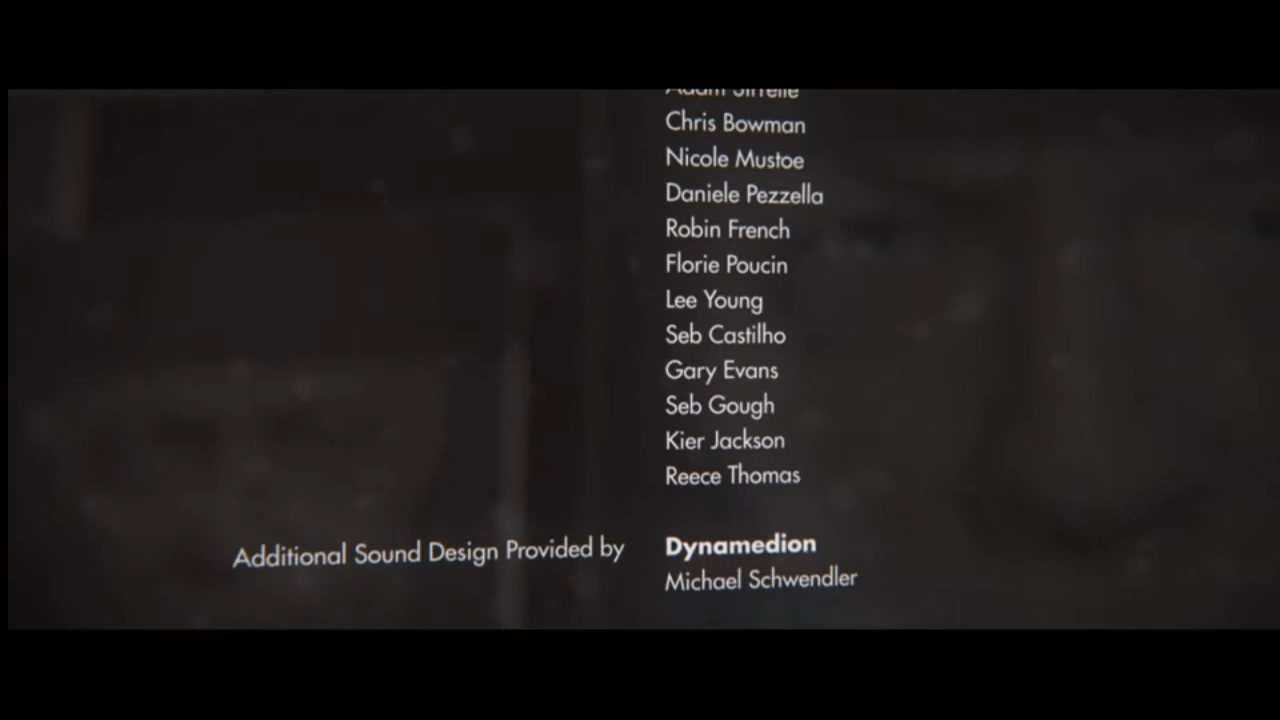 Chris Bowman
Nicole Mustoe
Daniele Pezzella
Robin French
Florie Poucin
Lee Young
Seb Castilho
Gary Evans
Seb Gough
Kier Jackson
Reece Thomas
Additional Sound Design Provided by Dynamedion
Michael Schwendler